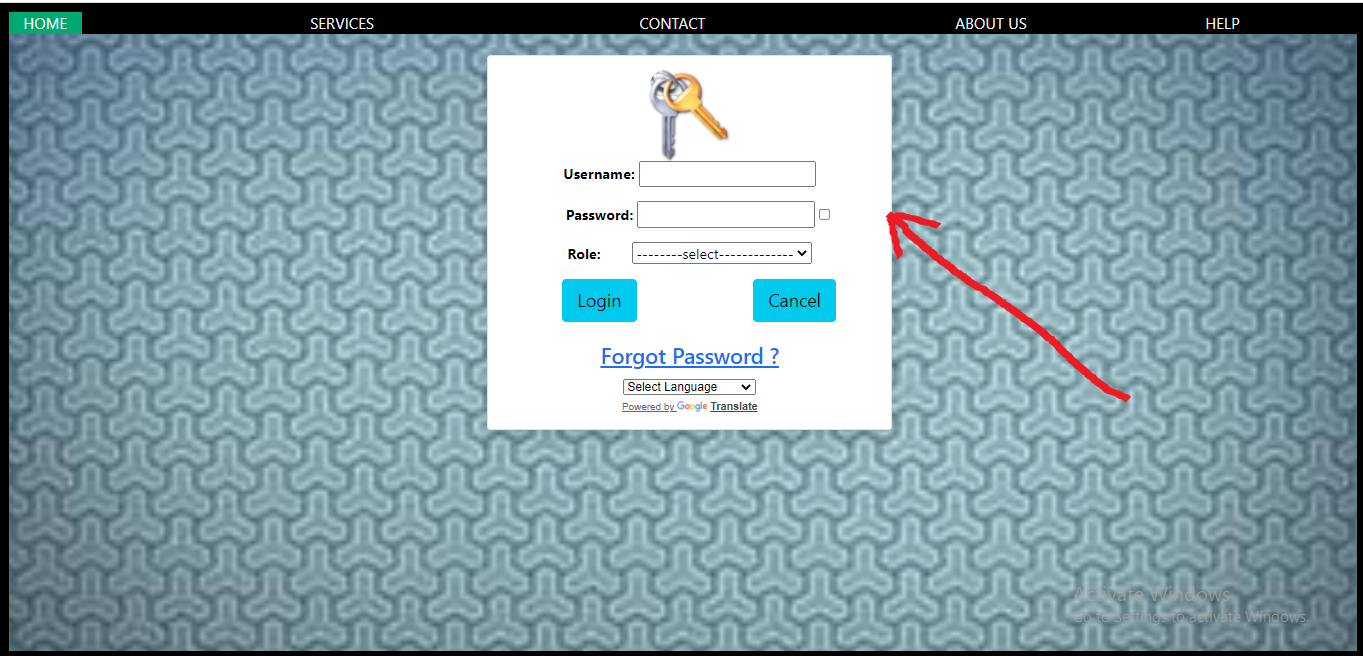 HOME SERVICES CONTACT ABOUT US HELP
Username:
Password:
Role: --------select-------------
Login Cancel
Forgot Password ?
Select Language
Powered by Google Translate
Activate Windows
Go to Settings to activate Windows.